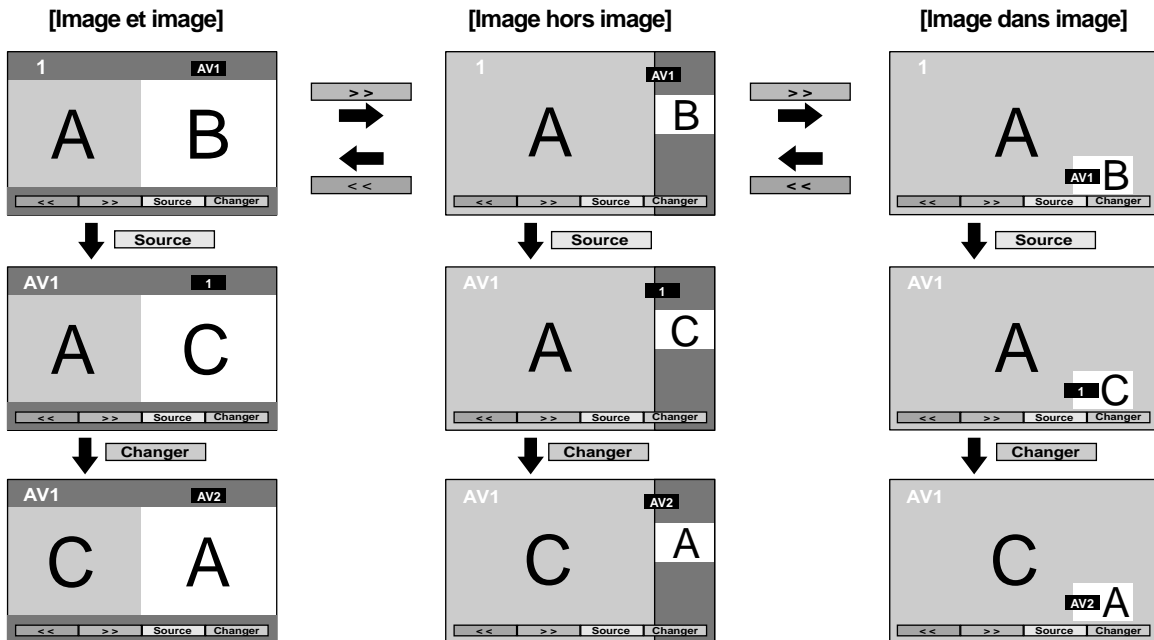 [Image et image] [Image hors image] [Image dans image]
1 AV1 1 AV1 1
>> >>
A B A B A
AV1 B
<< <<
<< >> Source Changer << >> Source Changer << >> Source Changer
Source Source Source
AV1 1 AV1 1 AV1
A C A C A
1 C
<< >> Source Changer << >> Source Changer << >> Source Changer
Changer Changer Changer
AV1 AV2 AV1 AV2 AV1
C A C A C
AV2 A
<< >> Source Changer << >> Source Changer << >> Source Changer